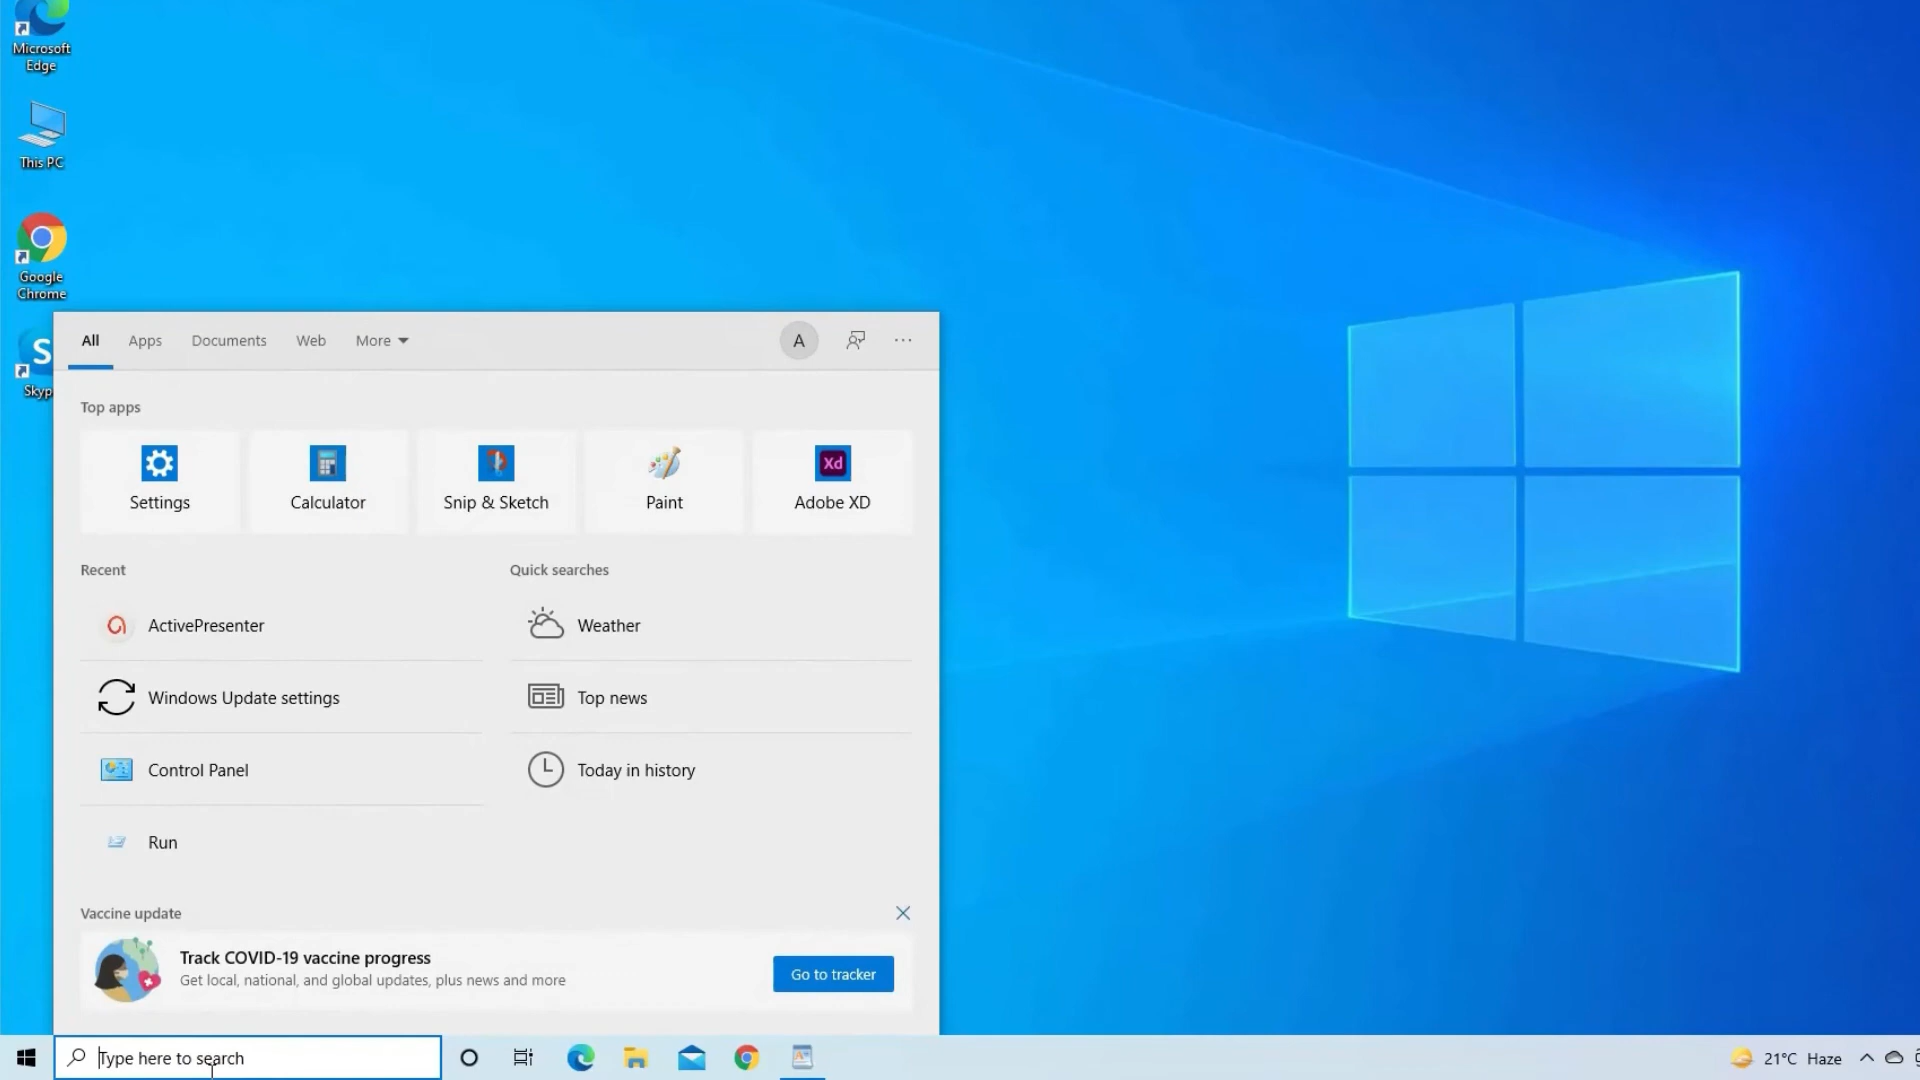 Microsoft
Edge
This PC
Google
Chrome
S
Skyp
All Apps Documents Web More A
Top apps
Settings Calculator Snip & Sketch Paint Xd Adobe XD
Recent Quick searches
ActivePresenter Weather
Windows Update settings Top news
Control Panel Today in history
Run
Vaccine update
Track COVID-19 vaccine progress
Get local, national, and global updates, plus news and more
Go to tracker
Type here to search 21°C Haze